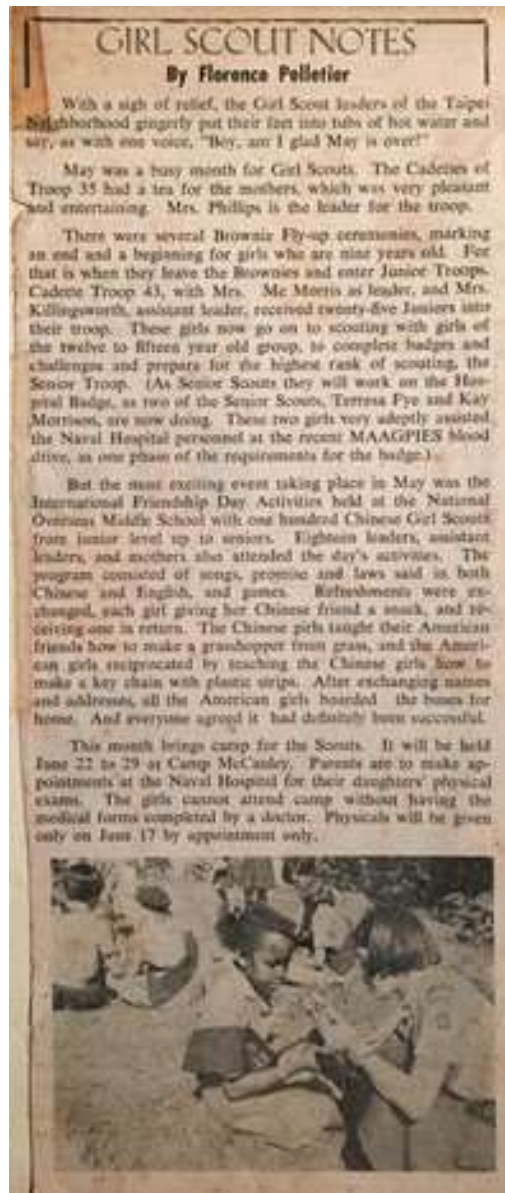 GIRL SCOUT NOTES
By Florence Pelletier
With a sigh of relief, the Girl Scout leaders of the Taipei
Neighborhood gingerly put their feet into tubs of hot water and
say, as with one voice, "Boy, am I glad May is over!"
May was a busy month for Girl Scouts. The Cadettes of
Troop 35 had a tea for the mothers, which was very pleasant
and entertaining. Mrs. Phillips is the leader for the troop.
There were several Brownie Fly-up ceremonies, marking
an end and a beginning for girls who are nine years old. For
that is when they leave the Brownies and enter Junior Troops.
Cadette Troop 43, with Mrs. Mc Morris as leader, and Mrs.
Killingsworth, assistant leader, received twenty-five Juniors into
their troop. These girls now go on to scouting with girls of
the twelve to fifteen year old group, to complete badges and
challenges and prepare for the highest rank of scouting, the
Senior Troop. (As Senior Scouts they will work on the Hos-
pital Badge, as two of the Senior Scouts, Terresa Fye and Kay
Morrison, are now doing. These two girls very adeptly assisted
the Naval Hospital personnel at the recent MAAGPIES blood
drive, as one phase of the requirements for the badge.)
But the most exciting event taking place in May was the
International Friendship Day Activities held at the National
Overseas Middle School with one hundred Chinese Girl Scouts
from junior level up to seniors. Eighteen leaders, assistant
leaders, and mothers also attended the day's activities. The
program consisted of songs, promise and laws said in both
Chinese and English, and games. Refreshments were ex-
changed, each girl giving her Chinese friend a snack, and re-
ceiving one in return. The Chinese girls taught their American
friends how to make a grasshopper from grass, and the Ameri-
can girls reciprocated by teaching the Chinese girls how to
make a key chain with plastic strips. After exchanging names
and addresses, all the American girls boarded the buses for
home. And everyone agreed it had definitely been successful.
This month brings camp for the Scouts. It will be held
June 22 to 29 at Camp McCauley. Parents are to make ap-
pointments at the Naval Hospital for their daughters' physical
exams. The girls cannot attend camp without having the
medical forms completed by a doctor. Physicals will be given
only on June 17 by appointment only.